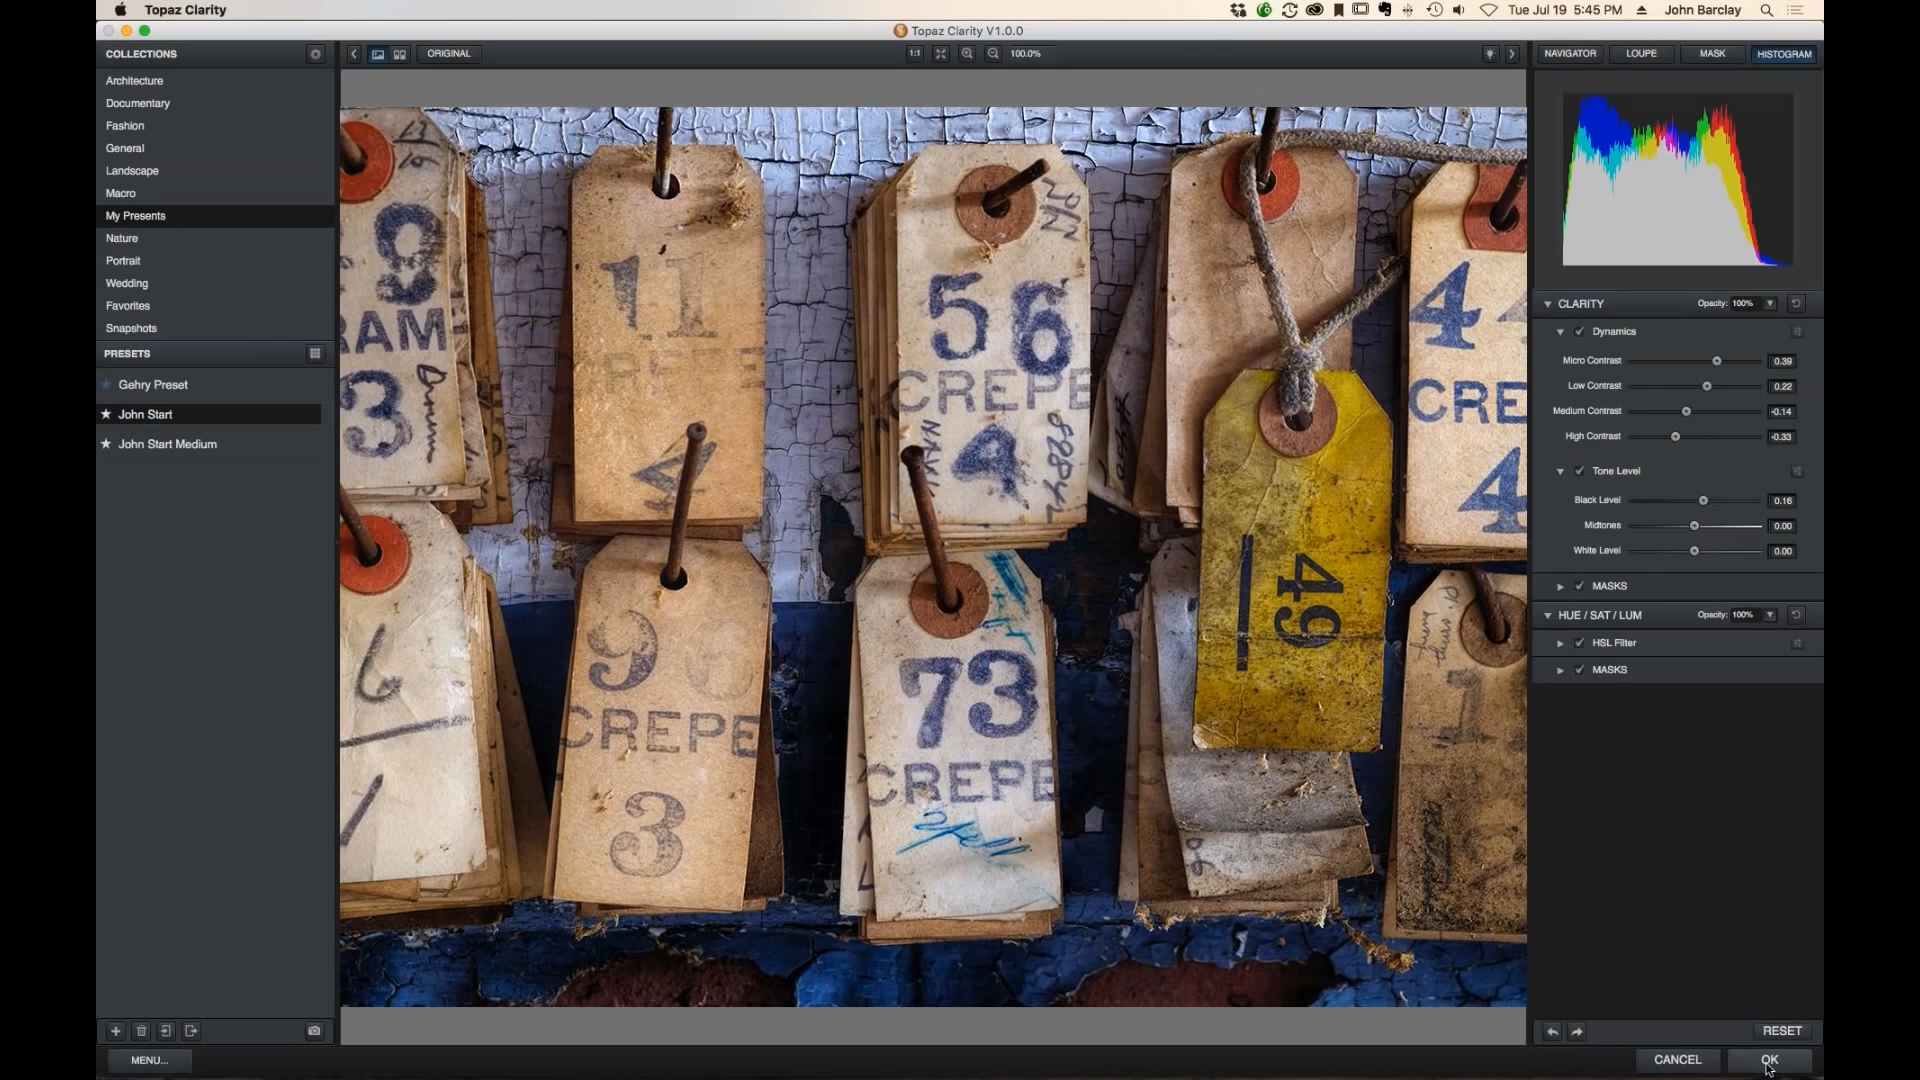 Topaz Clarity
Tue Jul 19 5:45 PM
John Barclay
Topaz Clarity V1.0.0
COLLECTIONS
ORIGINAL
1:1
100.0%
NAVIGATOR
LOUPE
MASK
HISTOGRAM
Architecture
Documentary
Fashion
General
Landscape
Macro
My Presents
Nature
Portrait
Wedding
Favorites
Snapshots
PRESETS
Gehry Preset
John Start
John Start Medium
9
RAM
3
11
CREPE
4
56
CREPE
4
NAVY
44
CRE
4
49
6
96
CREPE
3
73
CREPE
CLARITY
Opacity: 100%
Dynamics
Micro Contrast
0.39
Low Contrast
0.22
Medium Contrast
-0.14
High Contrast
-0.33
Tone Level
Black Level
0.16
Midtones
0.00
White Level
0.00
MASKS
HUE / SAT / LUM
Opacity: 100%
HSL Filter
MASKS
RESET
MENU...
CANCEL
OK